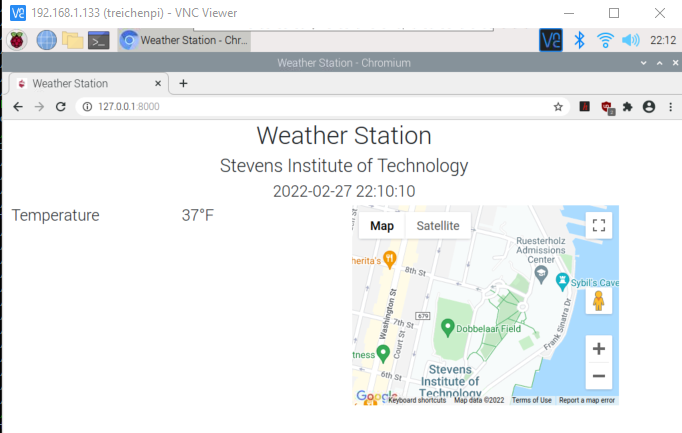 192.168.1.133 (treichenpi) - VNC Viewer
Weather Station - Chr...
22:12
Weather Station - Chromium
Weather Station
127.0.0.1:8000
Weather Station
Stevens Institute of Technology
2022-02-27 22:10:10
Temperature 37°F
Map Satellite
Ruesterholz
Admissions
Center
herita's
8th St
Sybil's Cave
Washington St
679
7th St
Court St
Dobbelaar Field
Frank Sinatra Dr
tness
6th St
Stevens
Institute of
Technology
Google
Keyboard shortcuts Map data ©2022 Terms of Use Report a map error